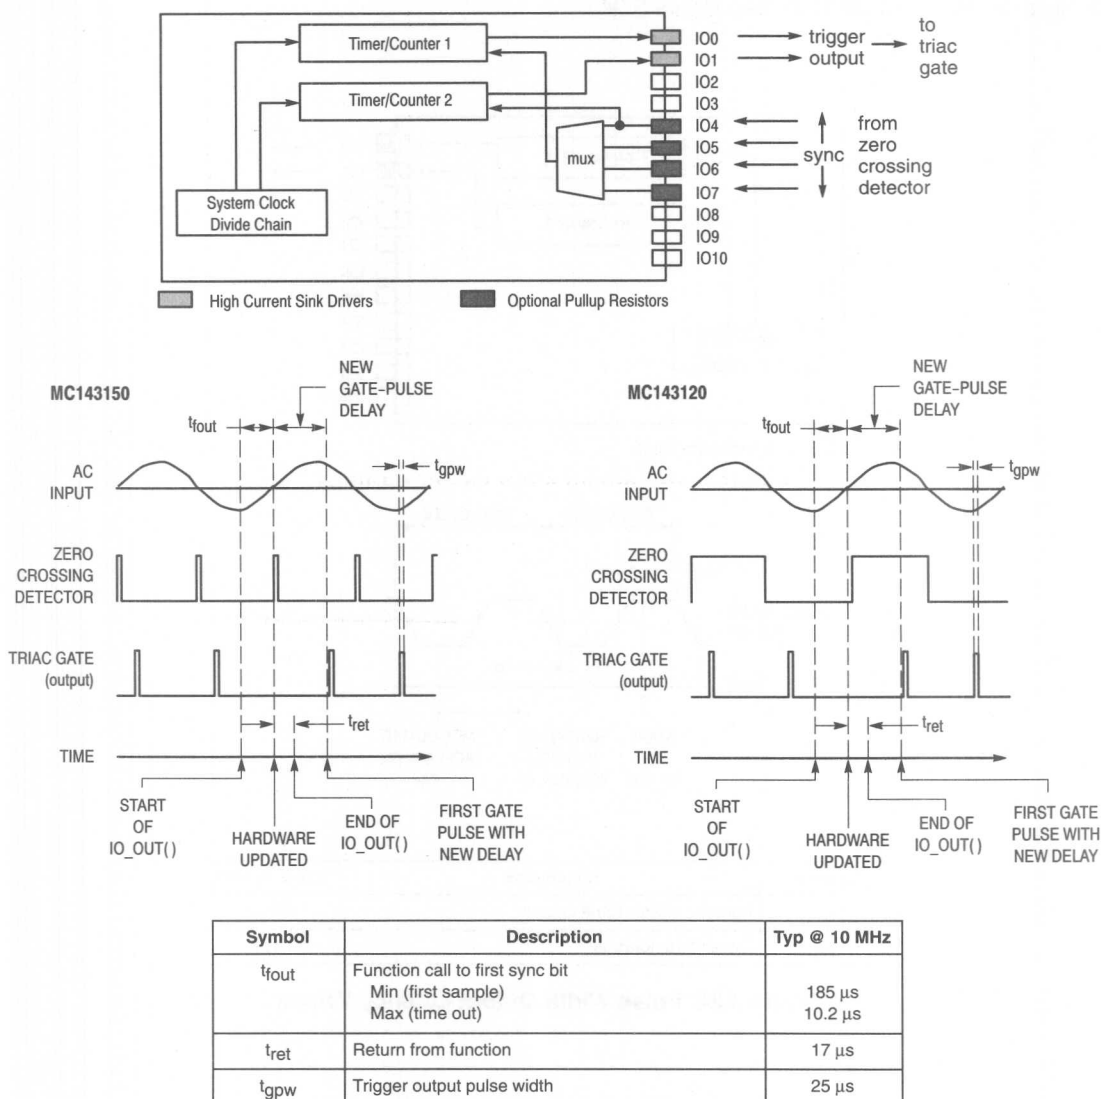 Timer/Counter 1
Timer/Counter 2
mux
System Clock
Divide Chain
IO0
IO1
IO2
IO3
IO4
IO5
IO6
IO7
IO8
IO9
IO10
trigger
output
to
triac
gate
sync
from
zero
crossing
detector
High Current Sink Drivers
Optional Pullup Resistors
MC143150
NEW
GATE–PULSE
DELAY
tfout
tgpw
AC
INPUT
ZERO
CROSSING
DETECTOR
TRIAC GATE
(output)
tret
TIME
START
OF
IO_OUT( )
HARDWARE
UPDATED
END OF
IO_OUT( )
FIRST GATE
PULSE WITH
NEW DELAY
MC143120
NEW
GATE–PULSE
DELAY
tfout
tgpw
AC
INPUT
ZERO
CROSSING
DETECTOR
TRIAC GATE
(output)
tret
TIME
START
OF
IO_OUT( )
HARDWARE
UPDATED
END OF
IO_OUT( )
FIRST GATE
PULSE WITH
NEW DELAY
Symbol Description Typ @ 10 MHz
tfout Function call to first sync bit
Min (first sample) 185 µs
Max (time out) 10.2 µs
tret Return from function 17 µs
tgpw Trigger output pulse width 25 µs